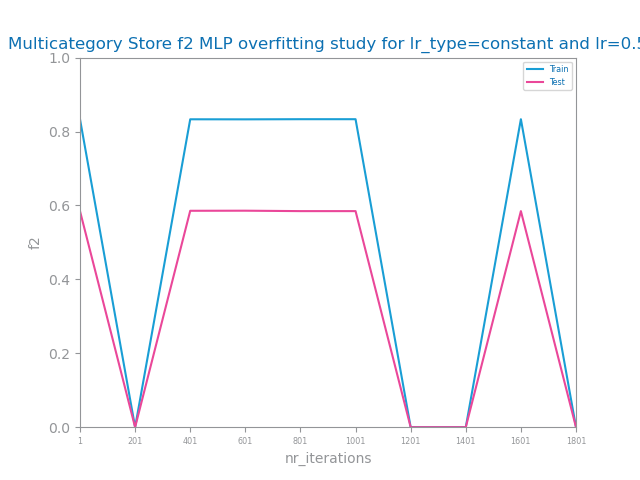 Multicategory Store f2 MLP overfitting study for lr_type=constant and lr=0.5
1.0
Train
Test
0.8
0.6
f2
0.4
0.2
0.0
1 201 401 601 801 1001 1201 1401 1601 1801
nr_iterations